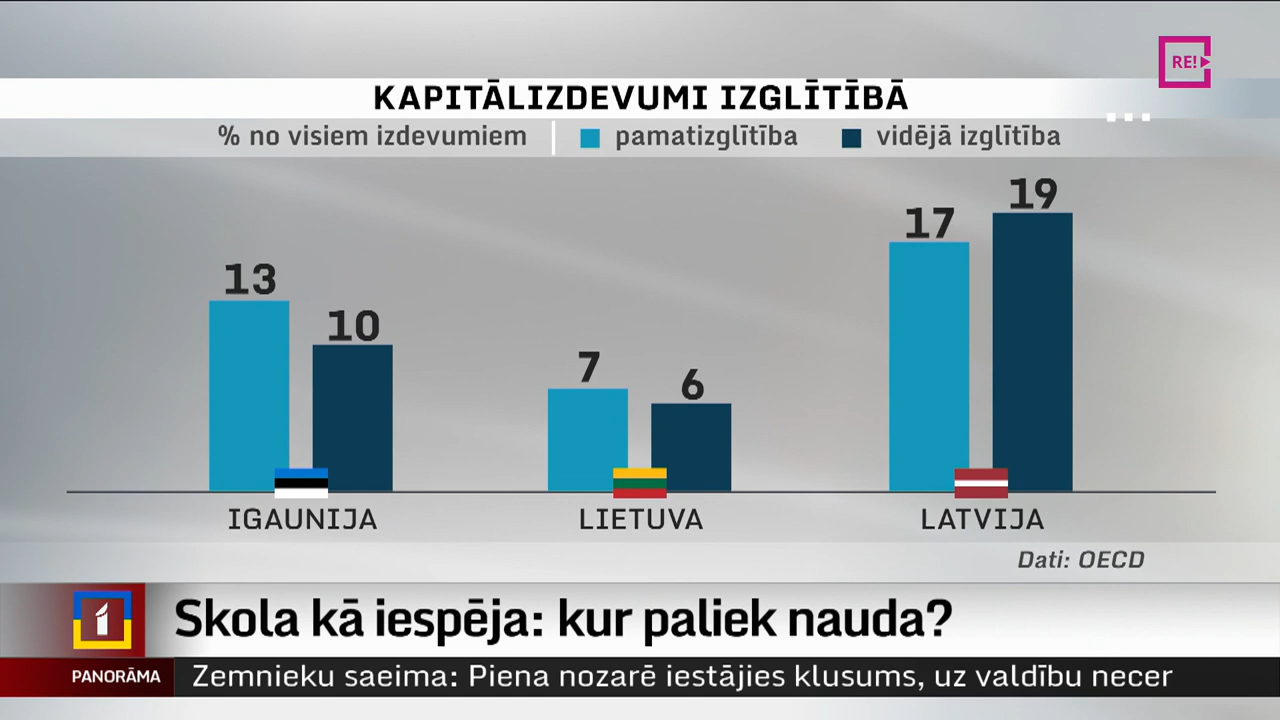 RE!
KAPITĀLIZDEVUMI IZGLĪTĪBĀ
% no visiem izdevumiem
pamatizglītība
vidējā izglītība
13
10
7
6
17
19
IGAUNIJA
LIETUVA
LATVIJA
Dati: OECD
1
Skola kā iespēja: kur paliek nauda?
PANORĀMA
Zemnieku saeima: Piena nozarē iestājies klusums, uz valdību necer